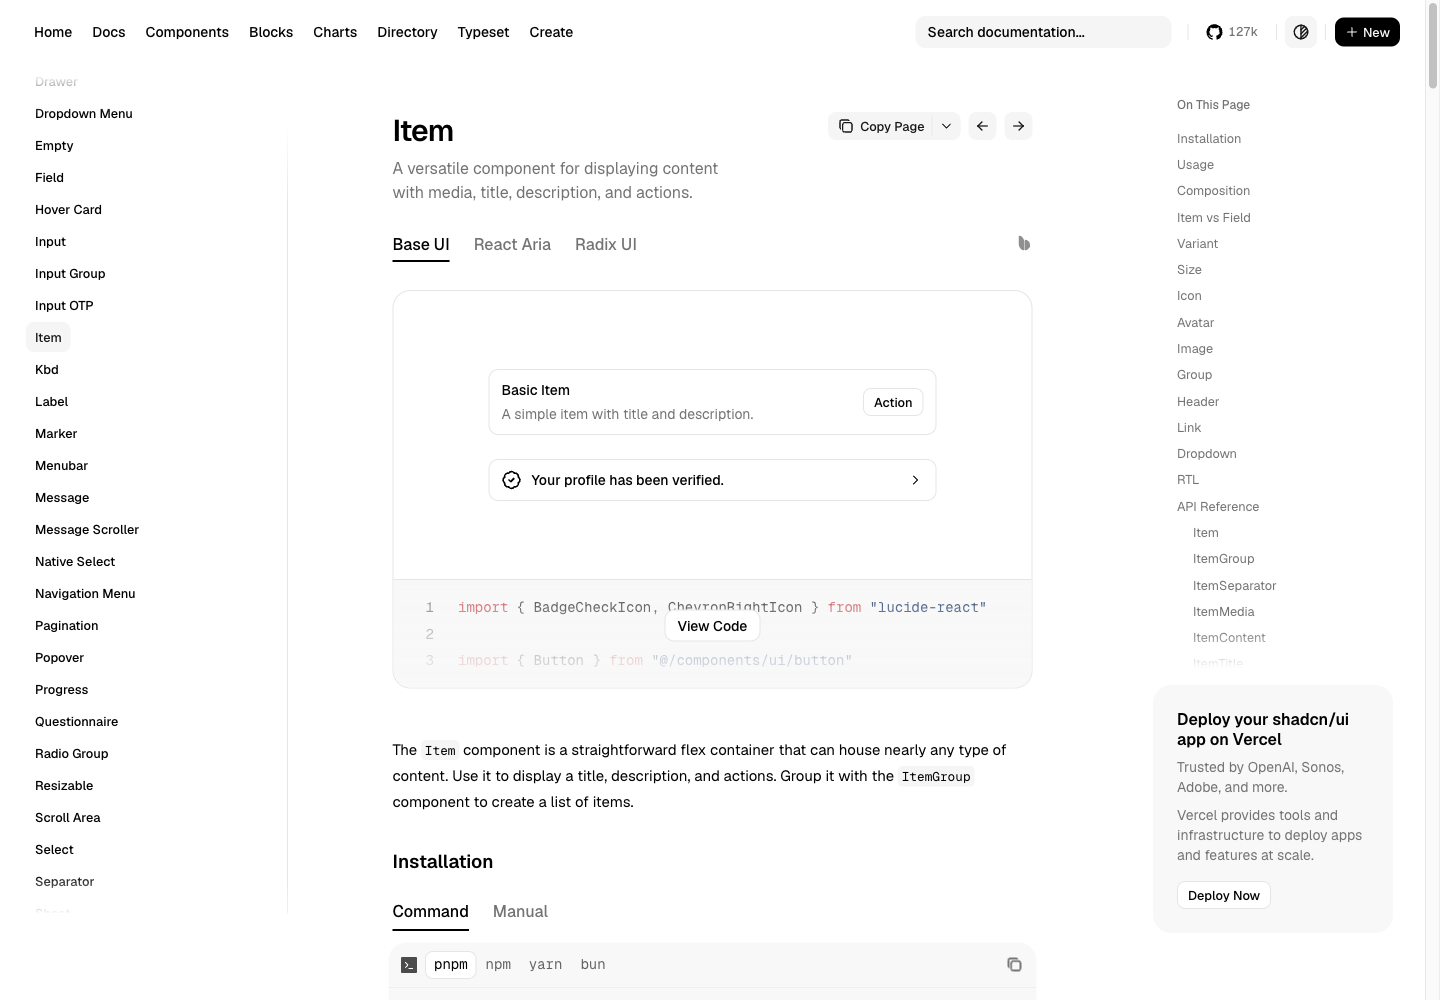 Home Docs Components Blocks Charts Directory Typeset Create
Search documentation...
127k
New
Drawer
Dropdown Menu
Empty
Field
Hover Card
Input
Input Group
Input OTP
Item
Kbd
Label
Marker
Menubar
Message
Message Scroller
Native Select
Navigation Menu
Pagination
Popover
Progress
Questionnaire
Radio Group
Resizable
Scroll Area
Select
Separator
Item
Copy Page
A versatile component for displaying content
with media, title, description, and actions.
Base UI React Aria Radix UI
Basic Item
A simple item with title and description.
Action
Your profile has been verified.
1 import { BadgeCheckIcon, ChevronRightIcon } from "lucide-react"
2
View Code
3 import { Button } from "@/components/ui/button"
The Item component is a straightforward flex container that can house nearly any type of
content. Use it to display a title, description, and actions. Group it with the ItemGroup
component to create a list of items.
Installation
Command Manual
pnpm npm yarn bun
On This Page
Installation
Usage
Composition
Item vs Field
Variant
Size
Icon
Avatar
Image
Group
Header
Link
Dropdown
RTL
API Reference
Item
ItemGroup
ItemSeparator
ItemMedia
ItemContent
ItemTitle
Deploy your shadcn/ui
app on Vercel
Trusted by OpenAI, Sonos,
Adobe, and more.
Vercel provides tools and
infrastructure to deploy apps
and features at scale.
Deploy Now